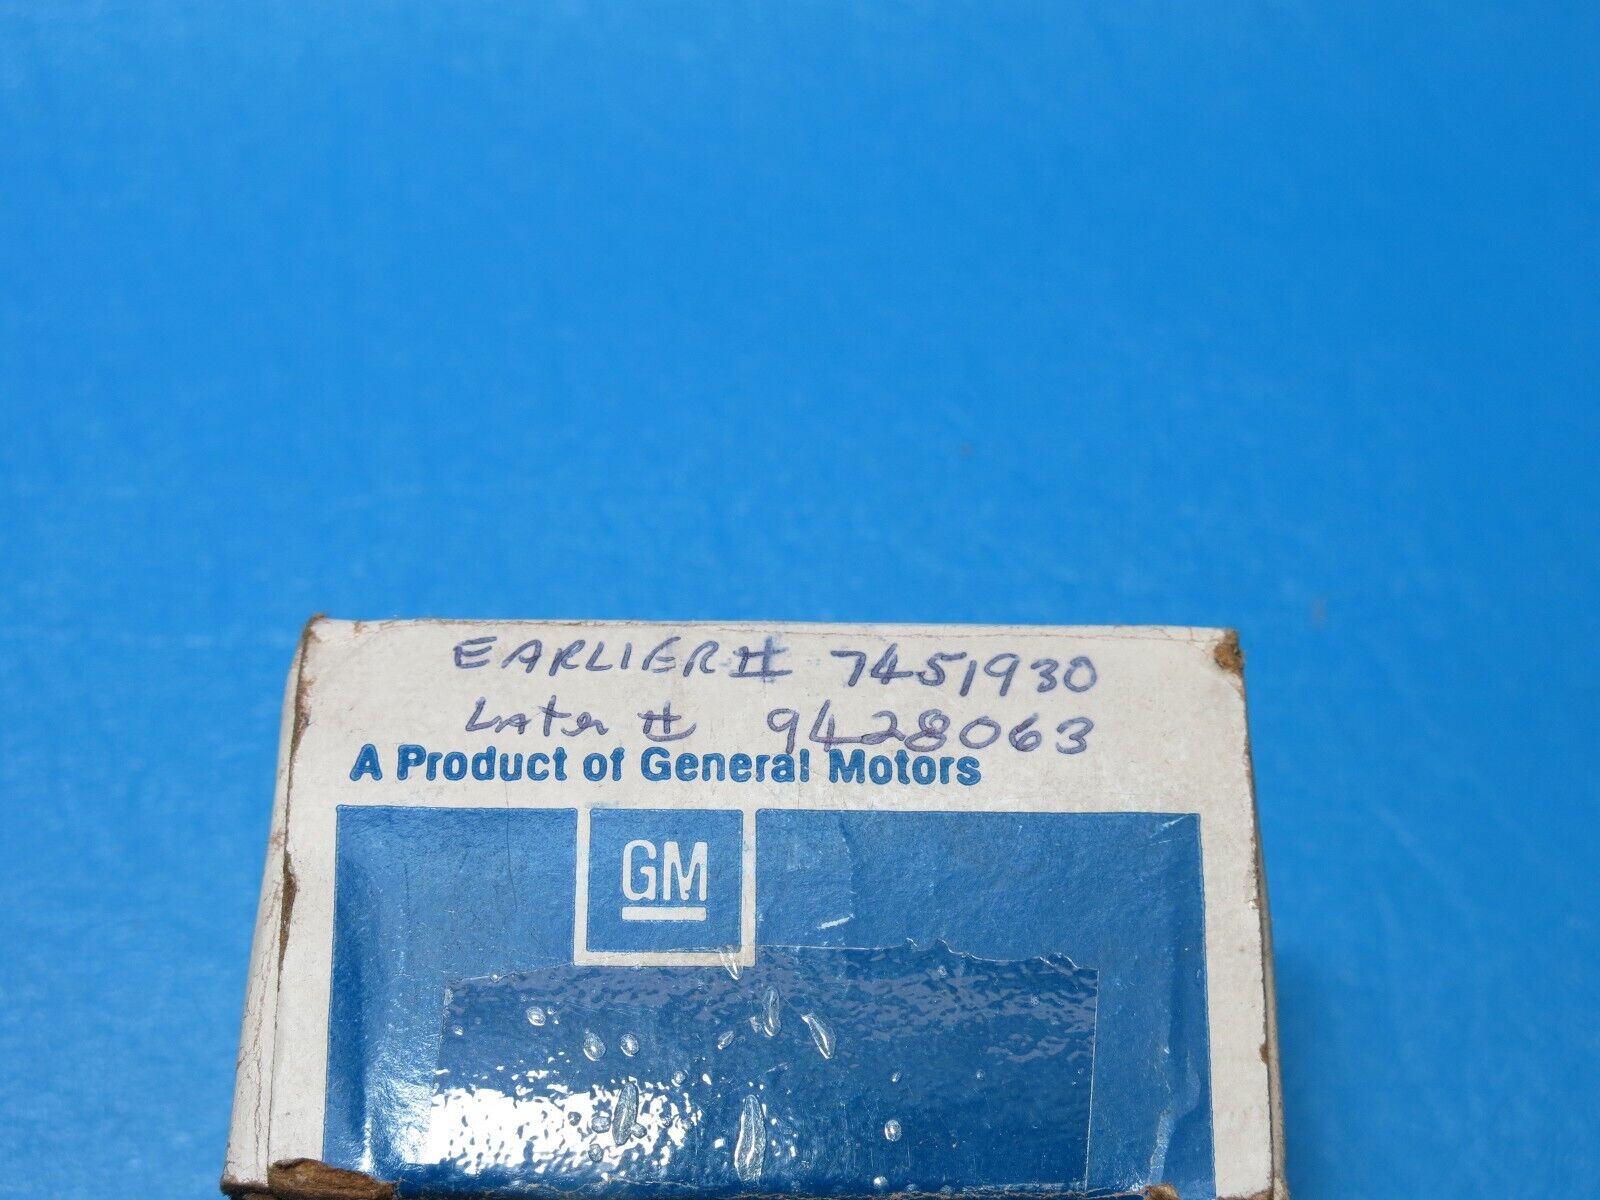 EARLIER # 7451930
Later # 9428063
A Product of General Motors
GM